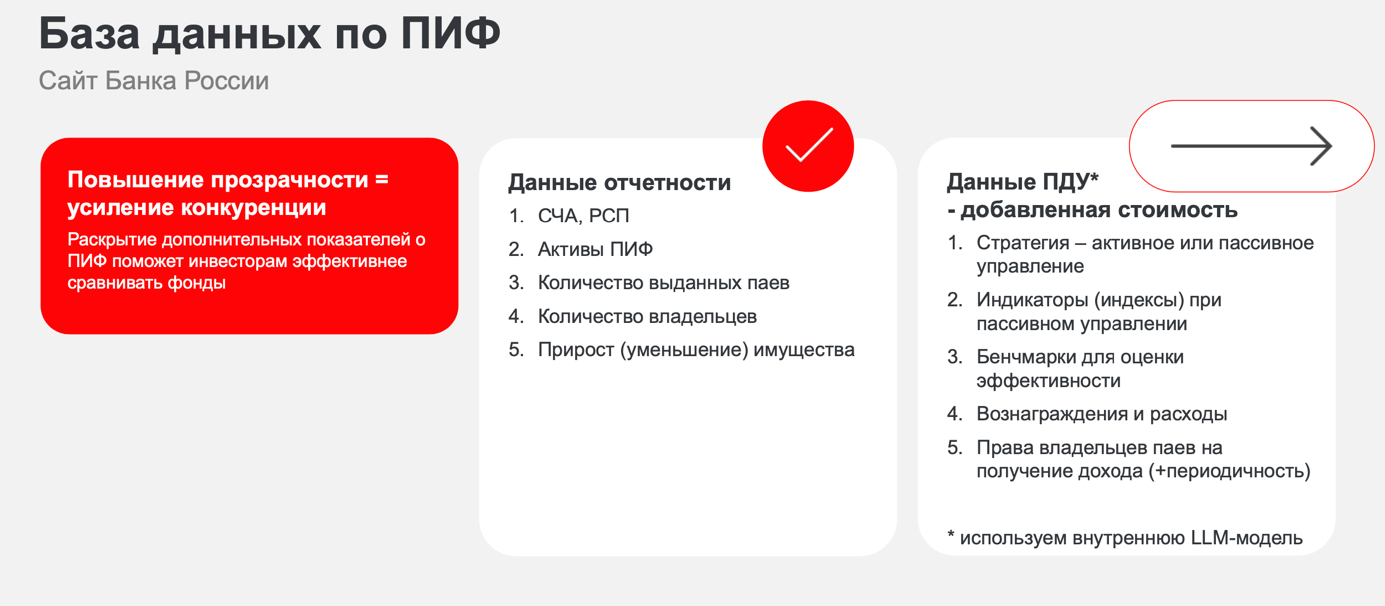 База данных по ПИФ
Сайт Банка России
Повышение прозрачности =
усиление конкуренции
Раскрытие дополнительных показателей о
ПИФ поможет инвесторам эффективнее
сравнивать фонды
Данные отчетности
1. СЧА, РСП
2. Активы ПИФ
3. Количество выданных паев
4. Количество владельцев
5. Прирост (уменьшение) имущества
Данные ПДУ*
- добавленная стоимость
1. Стратегия – активное или пассивное
управление
2. Индикаторы (индексы) при
пассивном управлении
3. Бенчмарки для оценки
эффективности
4. Вознаграждения и расходы
5. Права владельцев паев на
получение дохода (+периодичность)
* используем внутреннюю LLM-модель